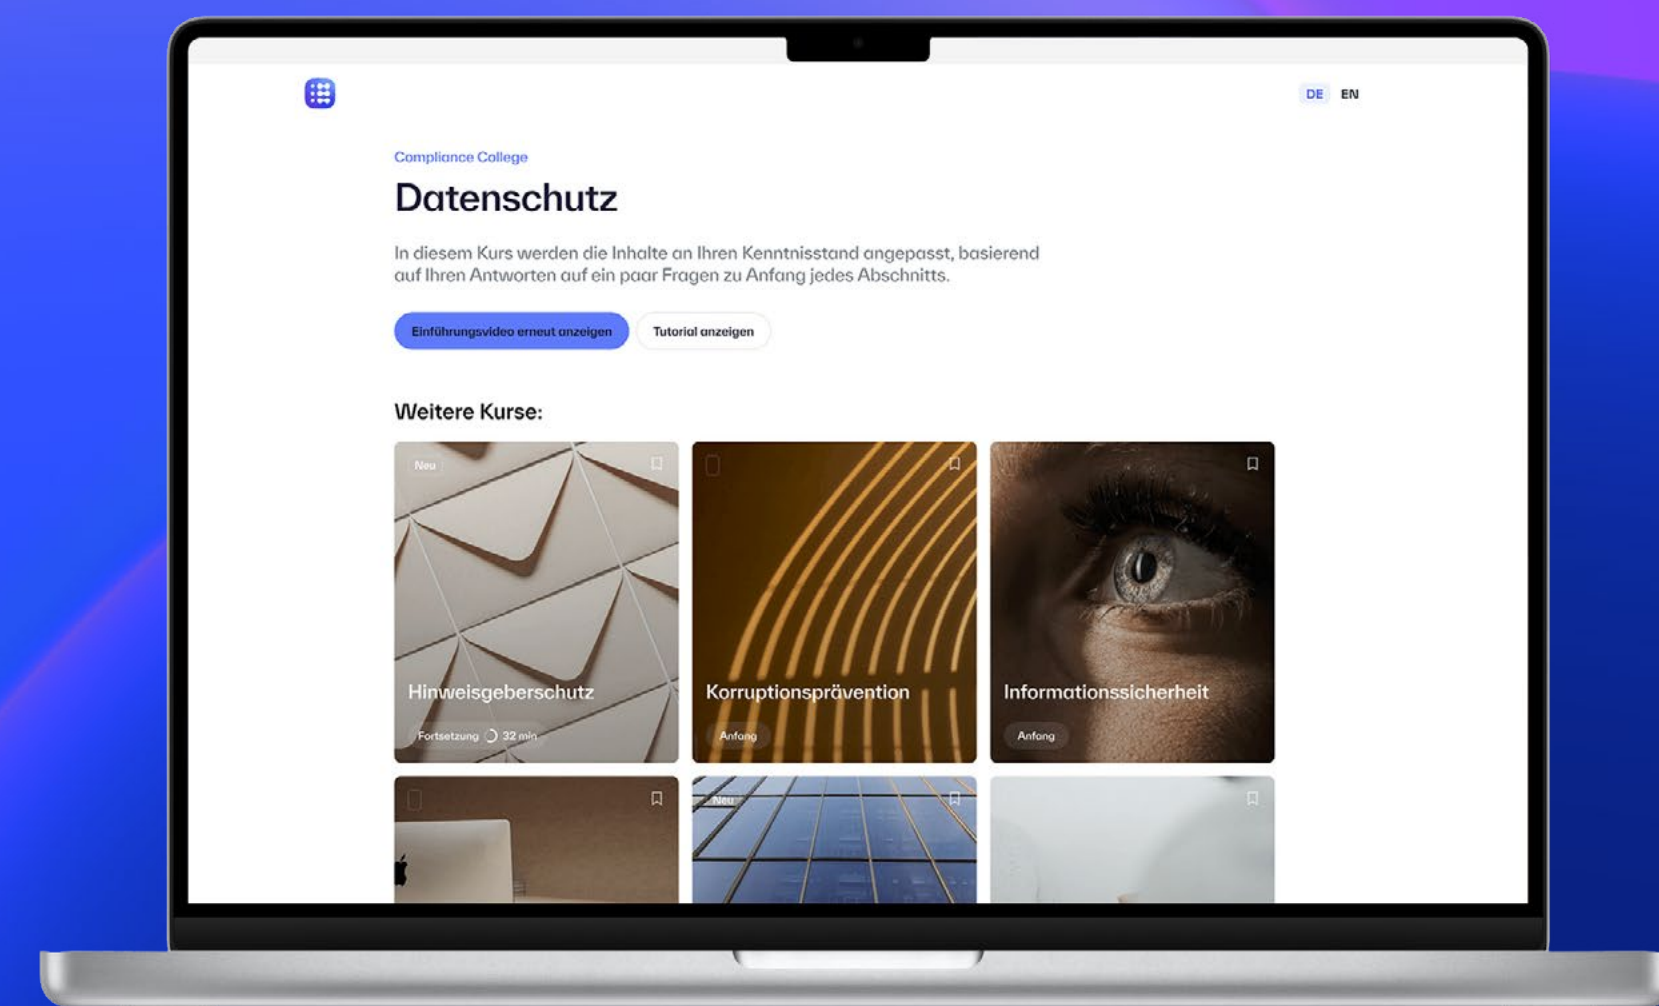 DE EN
Compliance College
Datenschutz
In diesem Kurs werden die Inhalte an Ihren Kenntnisstand angepasst, basierend
auf Ihren Antworten auf ein paar Fragen zu Anfang jedes Abschnitts.
Einführungsvideo erneut anzeigen Tutorial anzeigen
Weitere Kurse:
Neu
Hinweisgeberschutz
Fortsetzung 32 min
Korruptionsprävention
Anfang
Informationssicherheit
Anfang
Neu